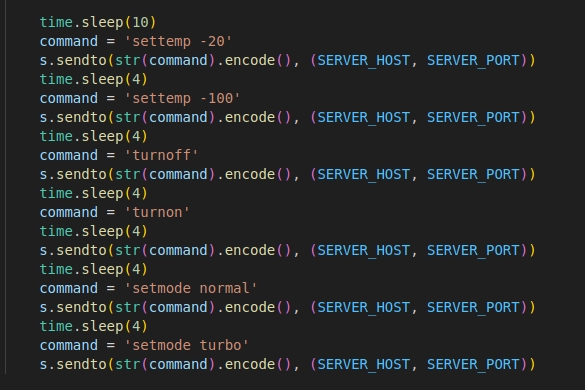 time.sleep(10)
command = 'settemp -20'
s.sendto(str(command).encode(), (SERVER_HOST, SERVER_PORT))
time.sleep(4)
command = 'settemp -100'
s.sendto(str(command).encode(), (SERVER_HOST, SERVER_PORT))
time.sleep(4)
command = 'turnoff'
s.sendto(str(command).encode(), (SERVER_HOST, SERVER_PORT))
time.sleep(4)
command = 'turnon'
time.sleep(4)
s.sendto(str(command).encode(), (SERVER_HOST, SERVER_PORT))
time.sleep(4)
command = 'setmode normal'
s.sendto(str(command).encode(), (SERVER_HOST, SERVER_PORT))
time.sleep(4)
command = 'setmode turbo'
s.sendto(str(command).encode(), (SERVER_HOST, SERVER_PORT))